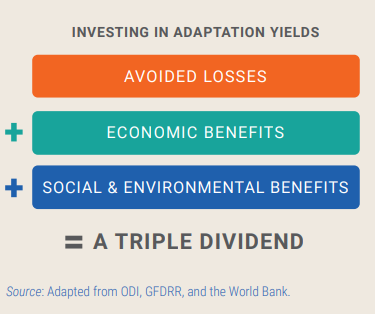 INVESTING IN ADAPTATION YIELDS
AVOIDED LOSSES
+ ECONOMIC BENEFITS
+ SOCIAL & ENVIRONMENTAL BENEFITS
= A TRIPLE DIVIDEND
Source: Adapted from ODI, GFDRR, and the World Bank.